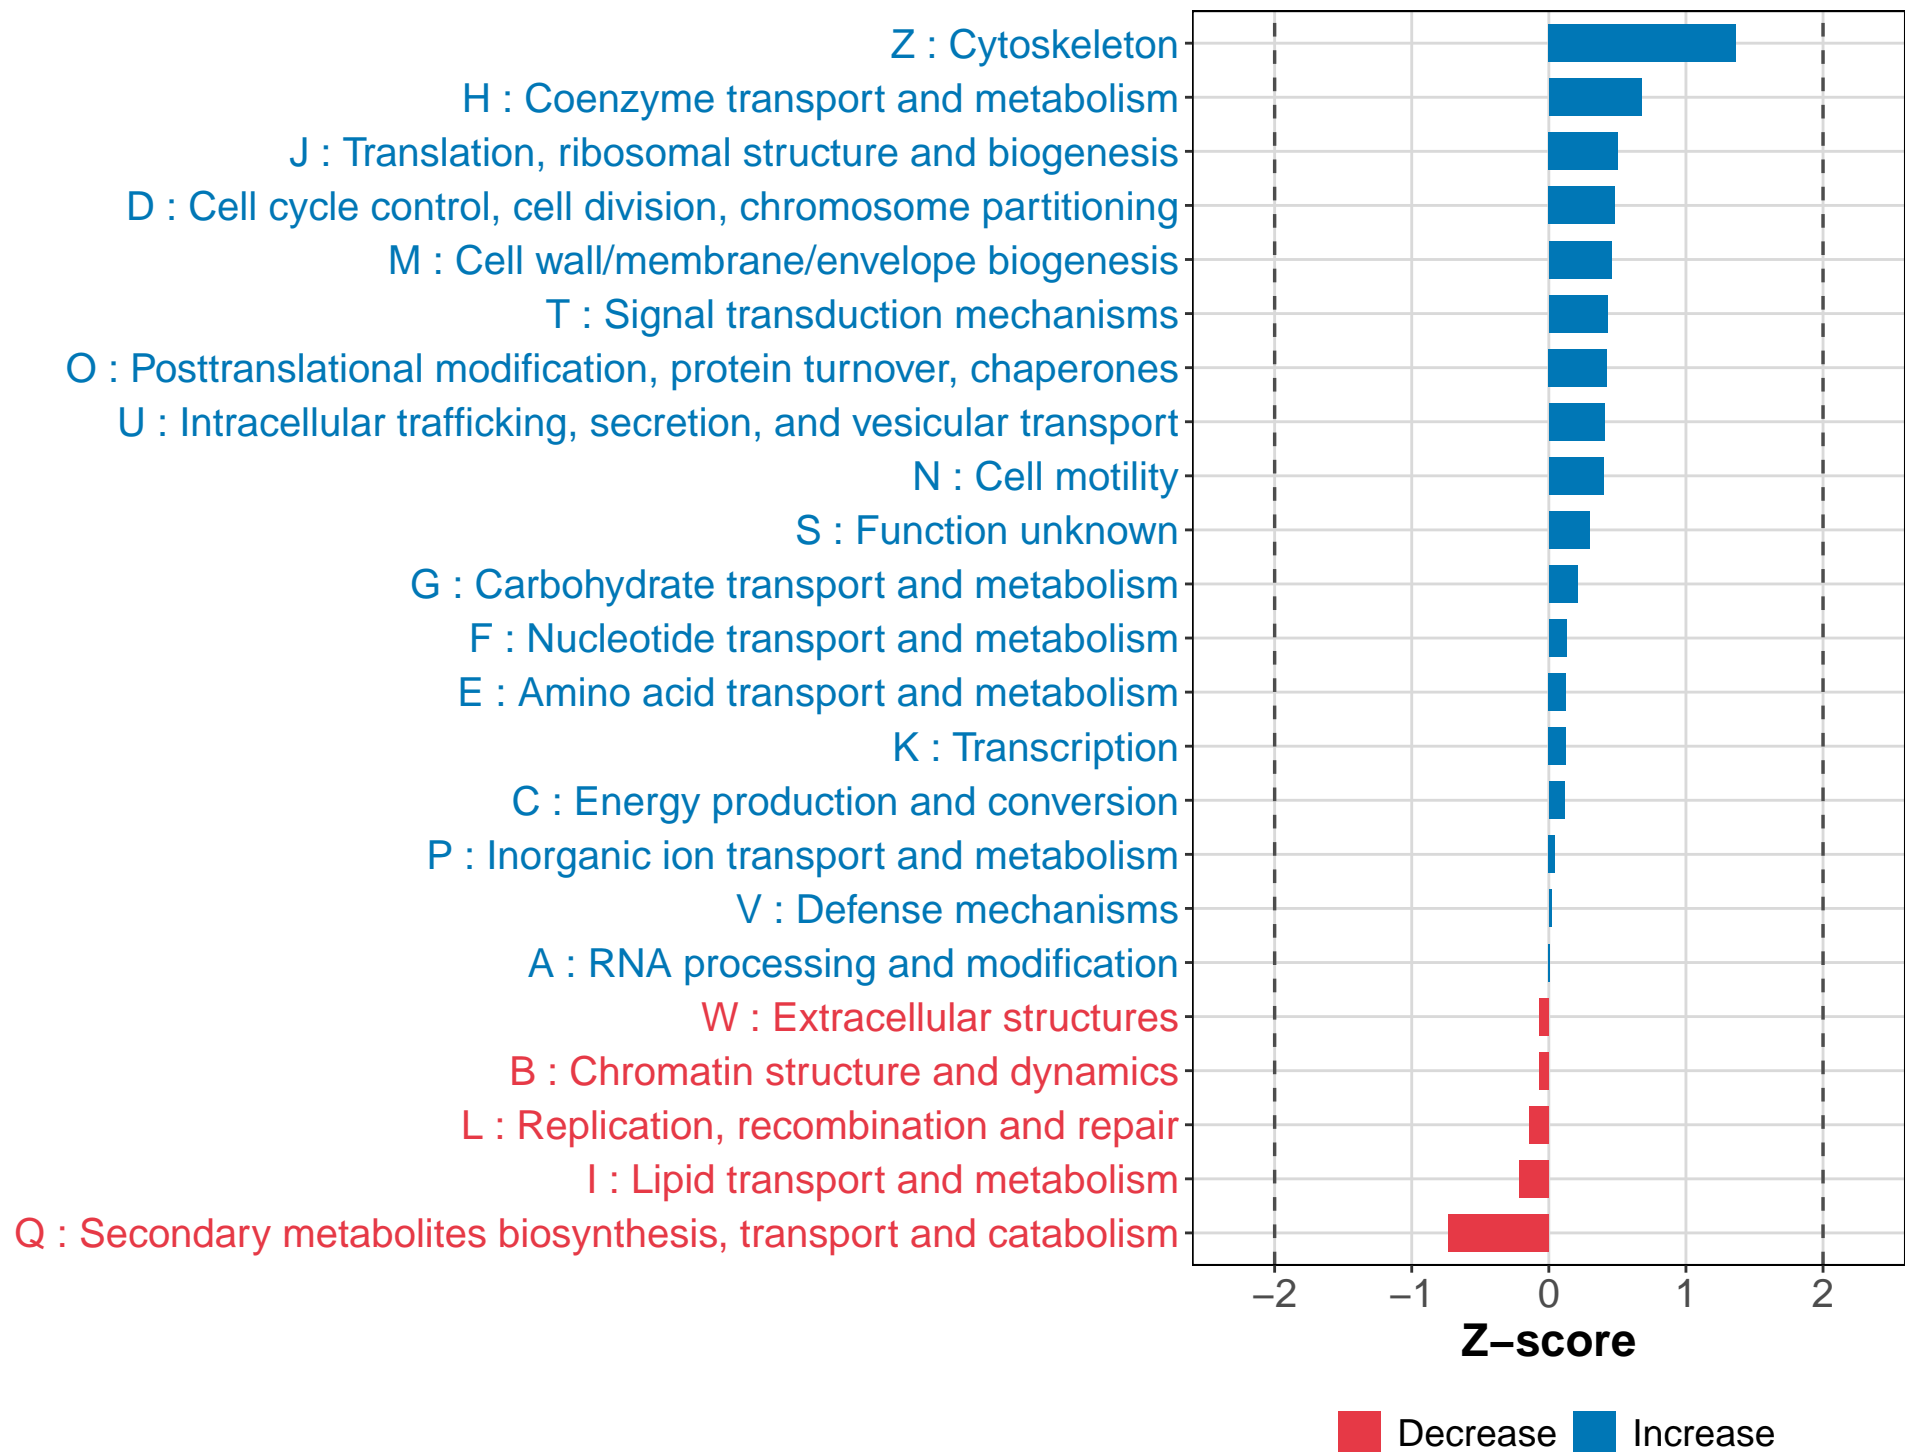 Z : Cytoskeleton
H : Coenzyme transport and metabolism
J : Translation, ribosomal structure and biogenesis
D : Cell cycle control, cell division, chromosome partitioning
M : Cell wall/membrane/envelope biogenesis
T : Signal transduction mechanisms
O : Posttranslational modification, protein turnover, chaperones
U : Intracellular trafficking, secretion, and vesicular transport
N : Cell motility
S : Function unknown
G : Carbohydrate transport and metabolism
F : Nucleotide transport and metabolism
E : Amino acid transport and metabolism
K : Transcription
C : Energy production and conversion
P : Inorganic ion transport and metabolism
V : Defense mechanisms
A : RNA processing and modification
W : Extracellular structures
B : Chromatin structure and dynamics
L : Replication, recombination and repair
I : Lipid transport and metabolism
Q : Secondary metabolites biosynthesis, transport and catabolism
−2 −1 0 1 2
Z−score
Decrease Increase